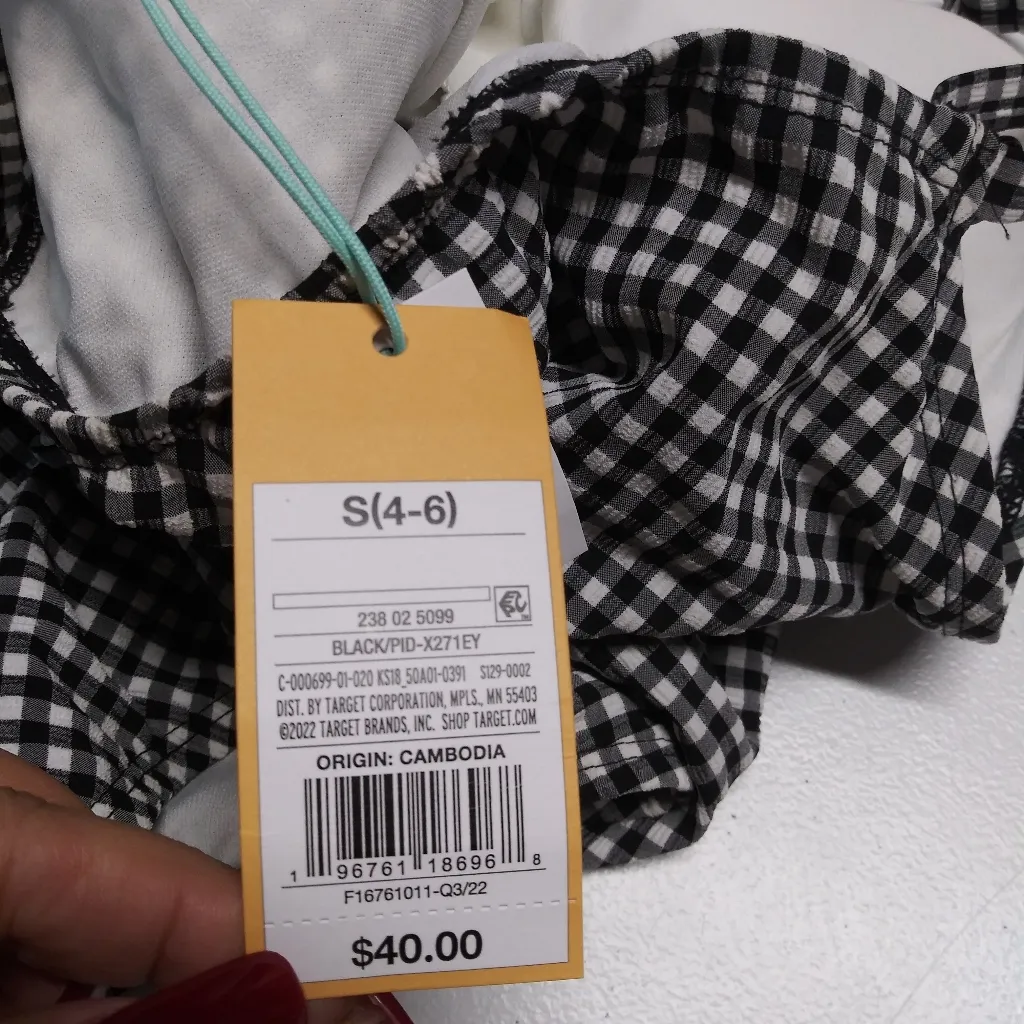 S(4-6)
238 02 5099
BLACK/PID-X271EY
C-000699-01-020 KS18_50A01-0391 S129-0002
DIST. BY TARGET CORPORATION, MPLS., MN 55403
©2022 TARGET BRANDS, INC. SHOP TARGET.COM
ORIGIN: CAMBODIA
1 96761 18696 8
F16761011-Q3/22
$40.00